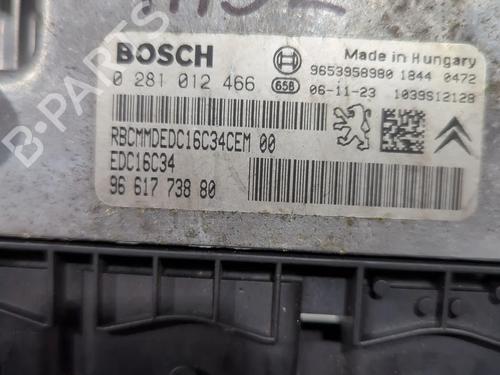 BOSCH
0 281 012 466
658
Made in Hungary
9653958980 1844 0472
06-11-23 1039S12128
RBCMMDEDC16C34CEM 00
EDC16C34
96 617 738 80
B-PARTS